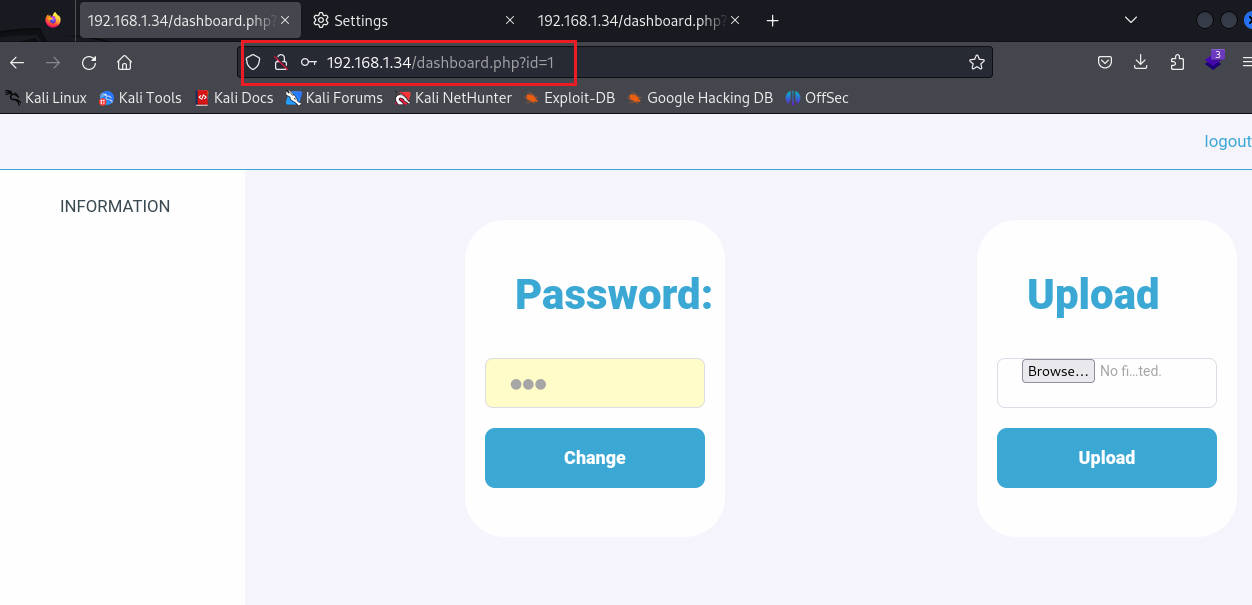 192.168.1.34/dashboard.php? Settings 192.168.1.34/dashboard.php?
192.168.1.34/dashboard.php?id=1 3
Kali Linux Kali Tools Kali Docs Kali Forums Kali NetHunter Exploit-DB Google Hacking DB OffSec
logout
INFORMATION
Password:
Upload
Browse... No fi...ted.
Change
Upload